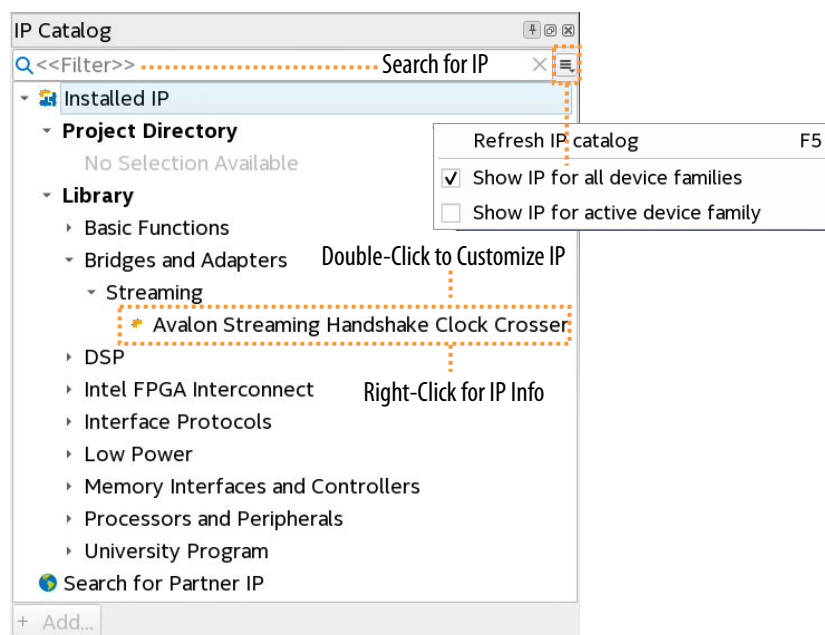 IP Catalog
<<Filter>>
Search for IP
Installed IP
Project Directory
No Selection Available
Refresh IP catalog F5
Show IP for all device families
Show IP for active device family
Library
Basic Functions
Bridges and Adapters
Double-Click to Customize IP
Streaming
Avalon Streaming Handshake Clock Crosser
DSP
Right-Click for IP Info
Intel FPGA Interconnect
Interface Protocols
Low Power
Memory Interfaces and Controllers
Processors and Peripherals
University Program
Search for Partner IP
+ Add...